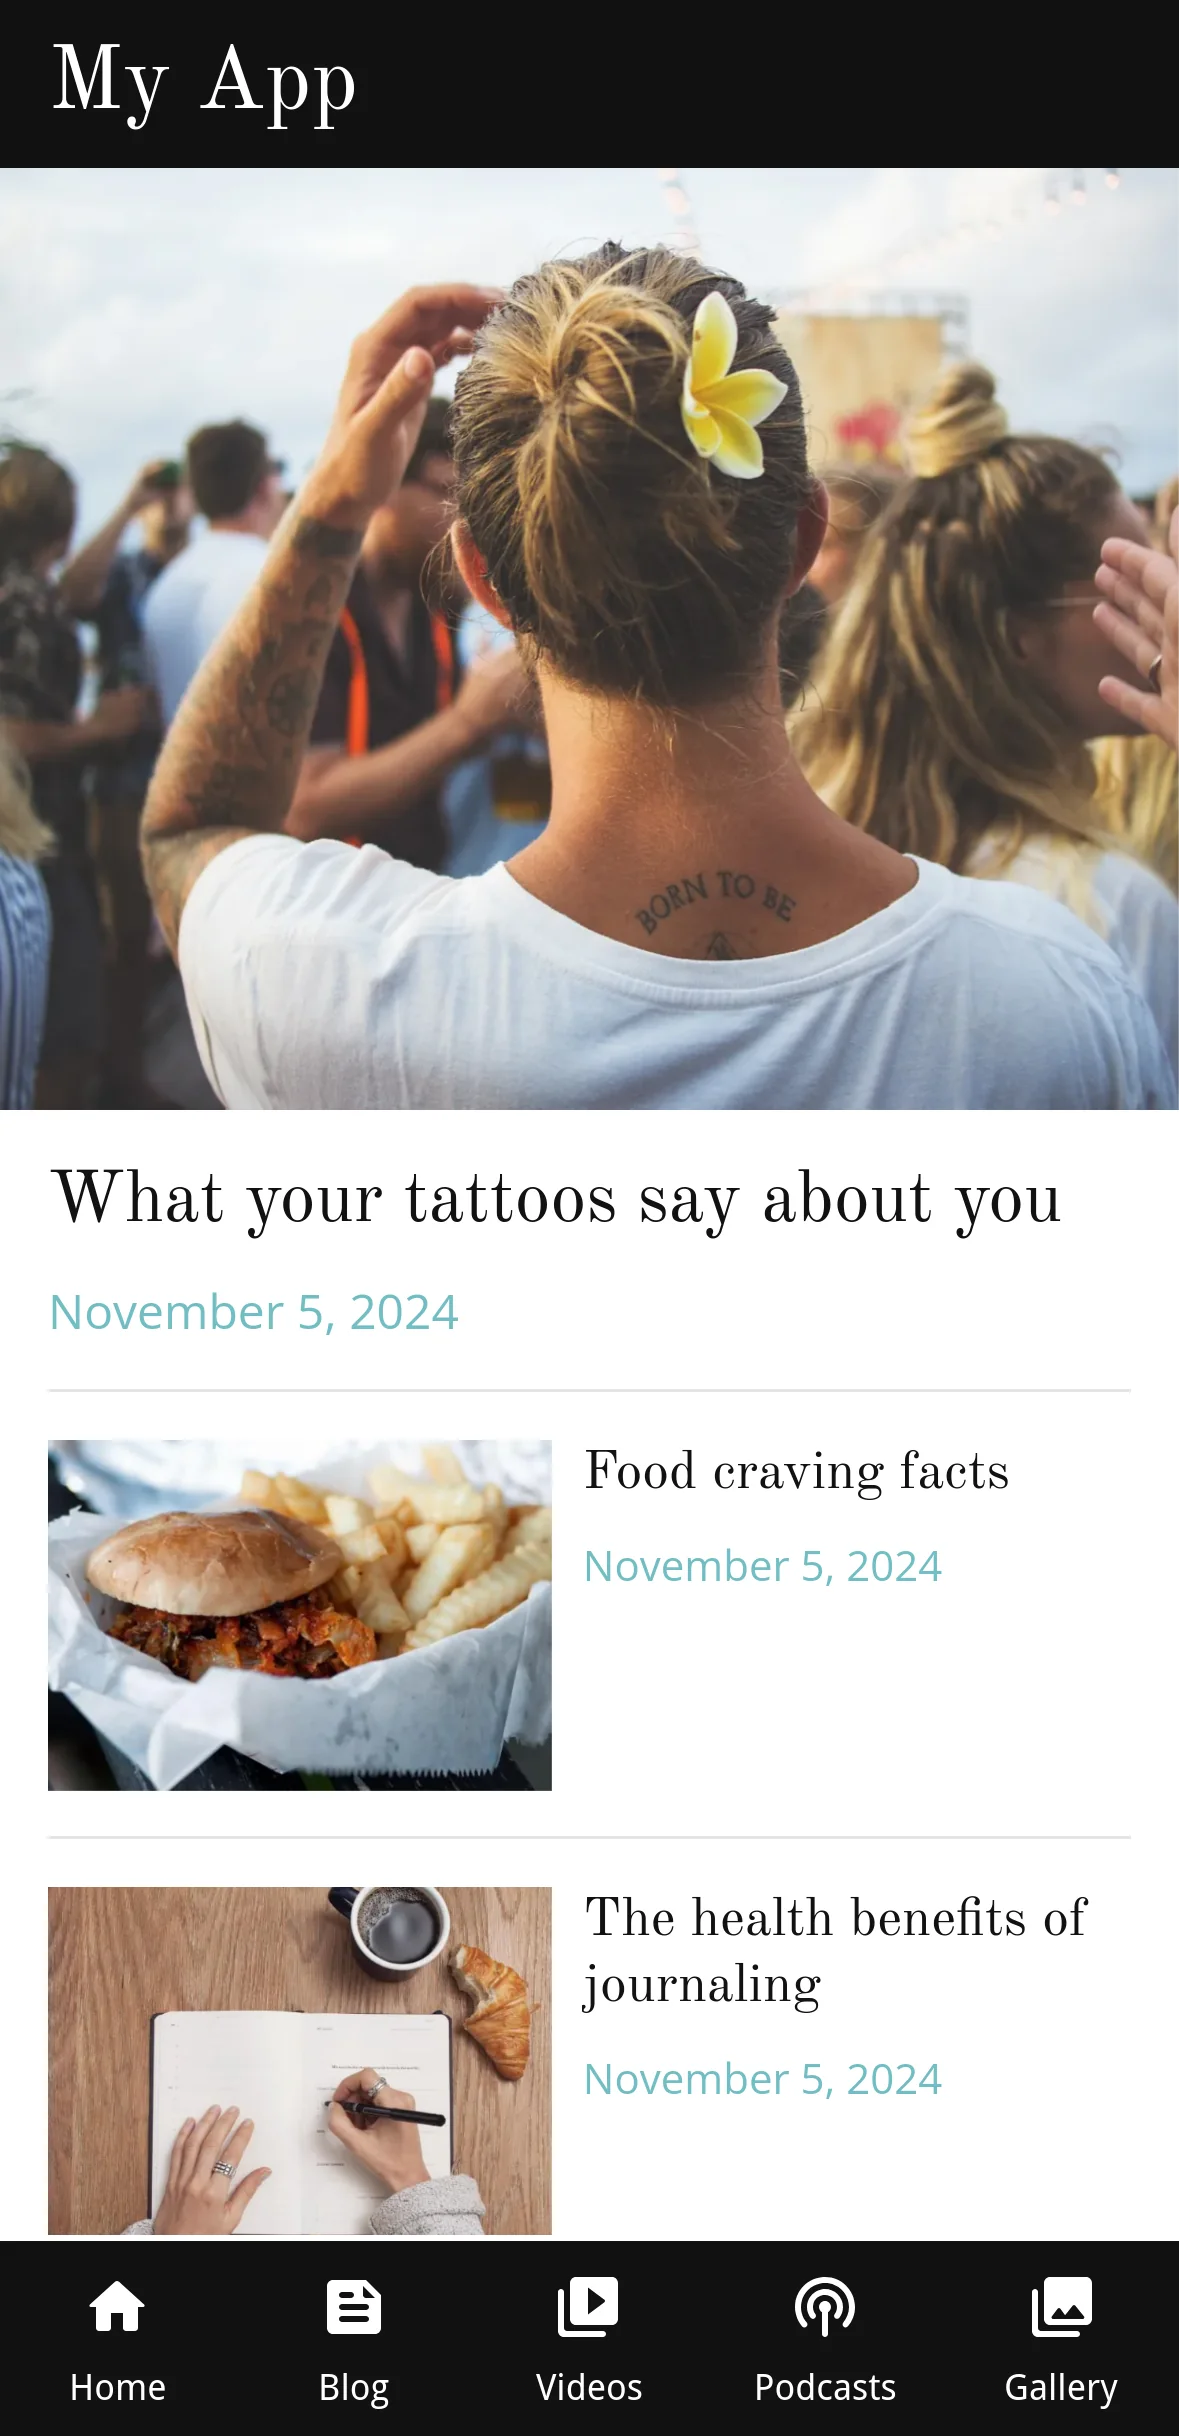 My App
BORN TO BE
What your tattoos say about you
November 5, 2024
Food craving facts
November 5, 2024
The health benefits of
journaling
November 5, 2024
Home
Blog
Videos
Podcasts
Gallery